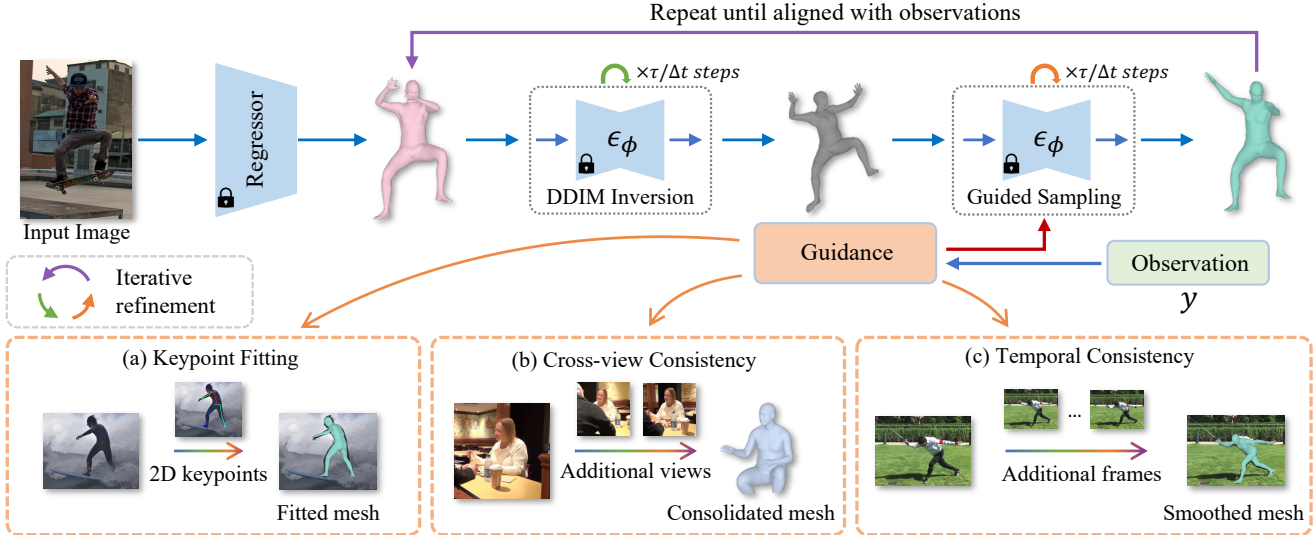 Repeat until aligned with observations
×τ/Δt steps
×τ/Δt steps
Regressor
ϵϕ
ϵϕ
DDIM Inversion
Guided Sampling
Input Image
Guidance
Observation
y
Iterative
refinement
(a) Keypoint Fitting
2D keypoints
Fitted mesh
(b) Cross-view Consistency
Additional views
Consolidated mesh
(c) Temporal Consistency
...
Additional frames
Smoothed mesh